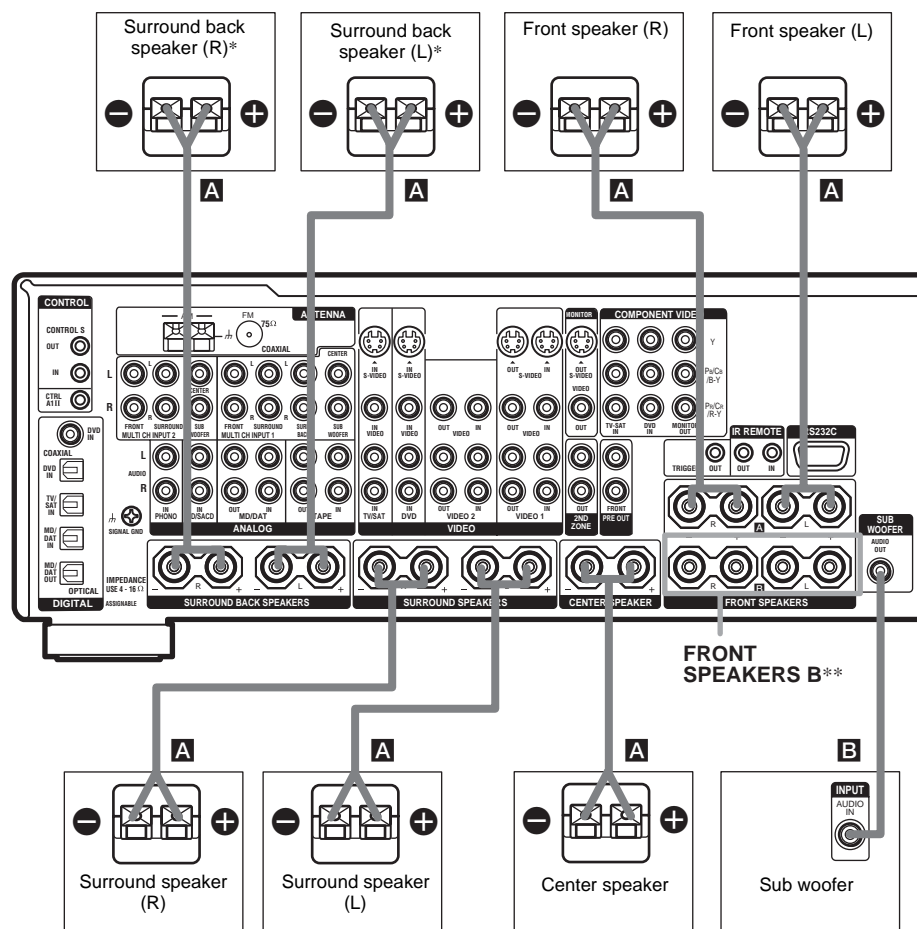 Surround back
speaker (R)*
Surround back
speaker (L)*
Front speaker (R)
Front speaker (L)
A
A
A
A
CONTROL
CONTROL S
OUT
IN
CTRL
A1II
FM
75Ω
ANTENNA
COAXIAL
CENTER
IN
S-VIDEO
IN
S-VIDEO
OUT
IN
S-VIDEO
MONITOR
OUT
S-VIDEO
VIDEO
COMPONENT VIDEO
Y
PB/CB
/B-Y
PR/CR
/R-Y
L
R
L
R
L
R
CENTER
FRONT
SURROUND
SUB
WOOFER
MULTI CH INPUT 2
FRONT
SURROUND
SUB
WOOFER
MULTI CH INPUT 1
IN
VIDEO
IN
VIDEO
OUT
IN
VIDEO
OUT
IN
VIDEO
OUT
TV-SAT
IN
DVD
IN
MONITOR
OUT
DVD
IN
COAXIAL
DVD
IN
TV/
SAT
IN
MD/
DAT
IN
MD/
DAT
OUT
OPTICAL
DIGITAL
L
AUDIO
R
SIGNAL GND
IN
PHONO
IN
OUT
IN
MD/DAT
OUT
IN
TAPE
ANALOG
IN
TV/SAT
IN
DVD
OUT
IN
VIDEO 2
OUT
IN
VIDEO 1
VIDEO
OUT
2ND
ZONE
FRONT
PRE OUT
TRIGGER
OUT
IR REMOTE
OUT
IN
RS232C
R
A
L
R
B
L
FRONT SPEAKERS
SUB
WOOFER
AUDIO
OUT
IMPEDANCE
USE 4 - 16 Ω
ASSIGNABLE
– R +
– L +
SURROUND BACK SPEAKERS
– +
– +
SURROUND SPEAKERS
– +
CENTER SPEAKER
FRONT
SPEAKERS B**
A
A
A
B
INPUT
AUDIO
IN
Surround speaker
(R)
Surround speaker
(L)
Center speaker
Sub woofer